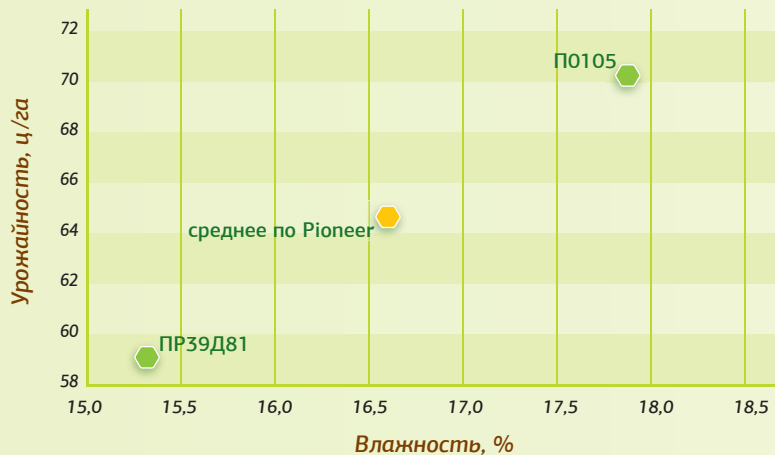 Урожайность, ц/га
72
70
68
66
64
62
60
58
П0105
среднее по Pioneer
ПР39Д81
15,0 15,5 16,0 16,5 17,0 17,5 18,0 18,5
Влажность, %